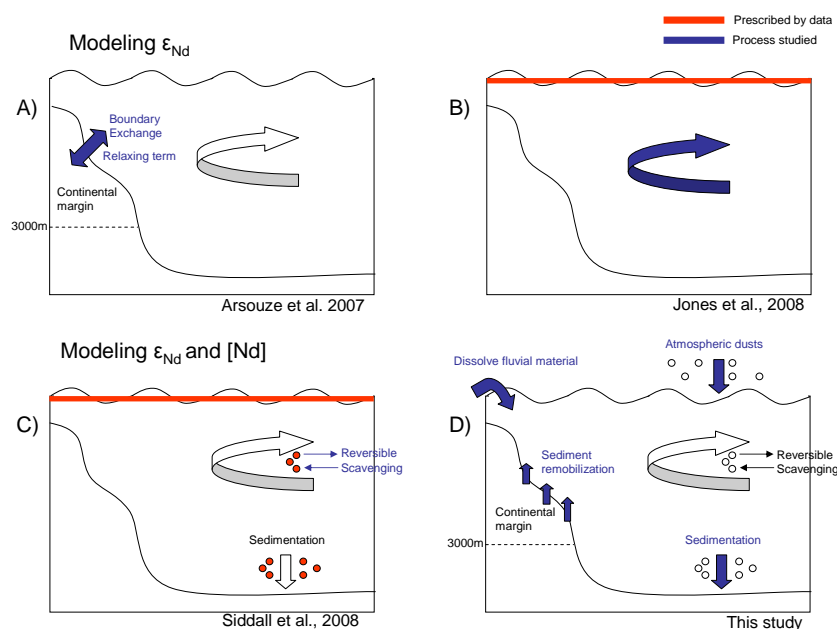 Prescribed by data
Process studied
Modeling εNd
A)
Boundary
Exchange
Relaxing term
Continental
margin
3000m
Arsouze et al. 2007
B)
Jones et al., 2008
Modeling εNd and [Nd]
C)
Reversible
Scavenging
Sedimentation
Siddall et al., 2008
Atmospheric dusts
Dissolve fluvial material
D)
Reversible
Scavenging
Sediment
remobilization
Continental
margin
3000m
Sedimentation
This study